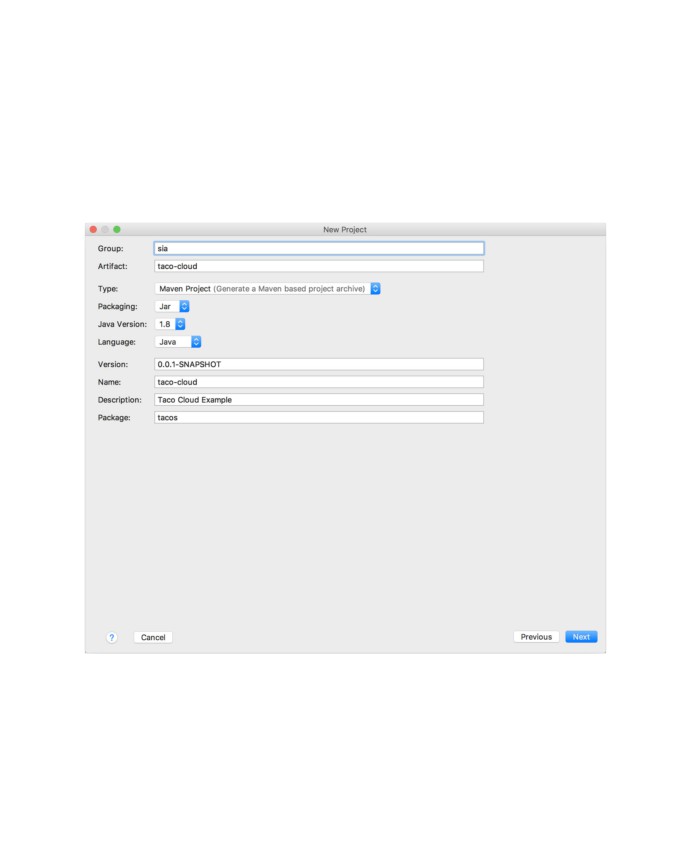 New Project
Group: sia
Artifact: taco-cloud
Type: Maven Project (Generate a Maven based project archive)
Packaging: Jar
Java Version: 1.8
Language: Java
Version: 0.0.1-SNAPSHOT
Name: taco-cloud
Description: Taco Cloud Example
Package: tacos
? Cancel Previous Next